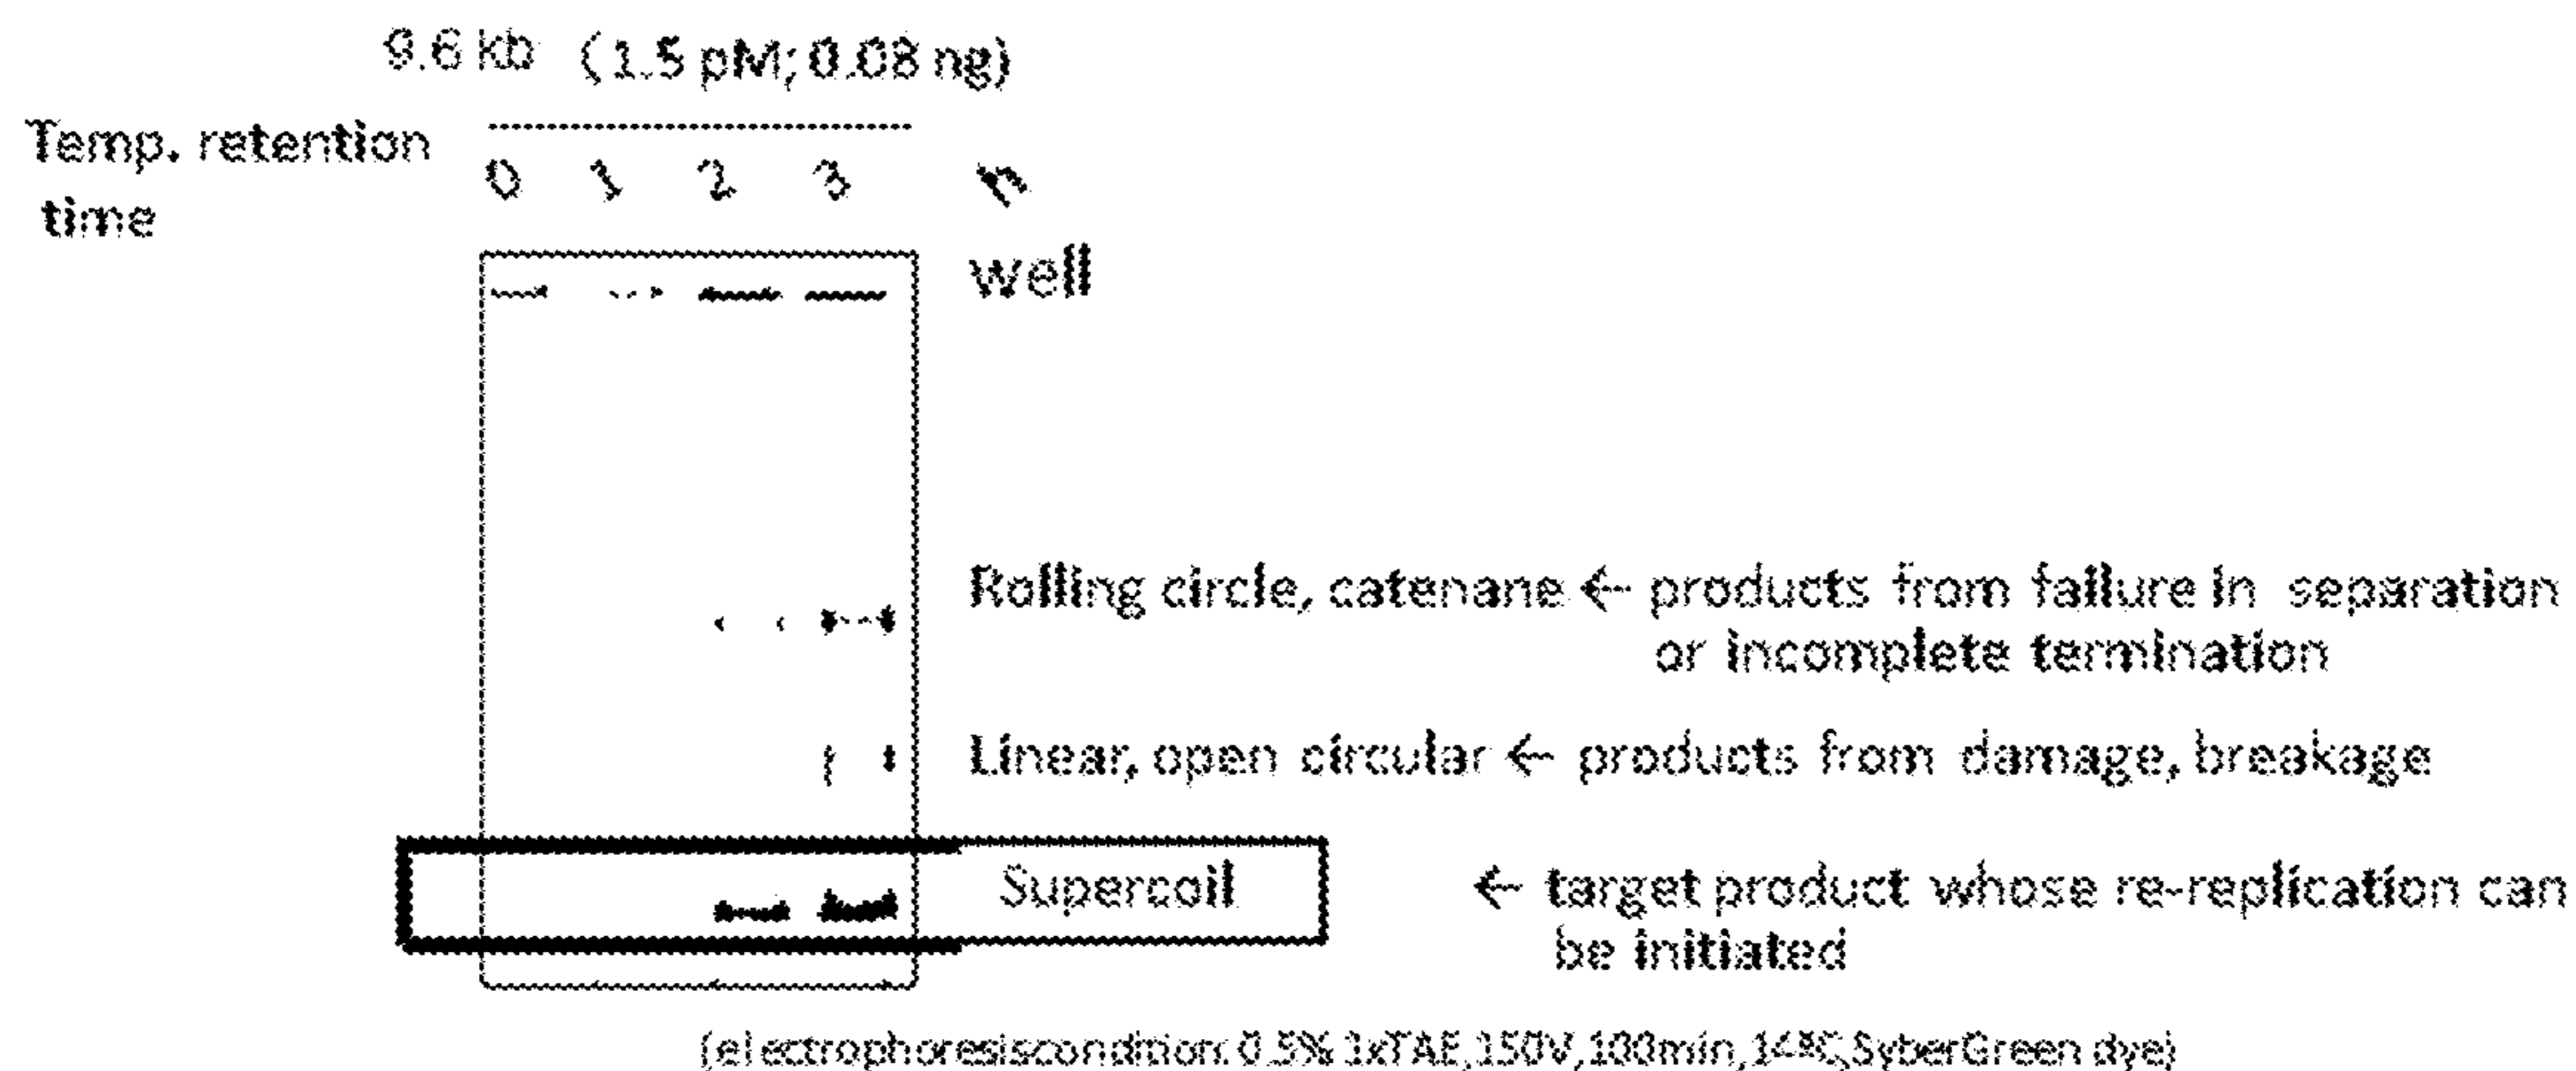 9.6 kb (1.5 pM; 0.08 ng)
Temp. retention
time
0 1 2 3 h
well
Rolling circle, catenane ← products from failure in separation
or incomplete termination
Linear, open circular ← products from damage, breakage
Supercoil ← target product whose re-replication can
be initiated
(electrophoresiscondition: 0.5% 1xTAE,150V,100min,14℃,SyberGreen dye)